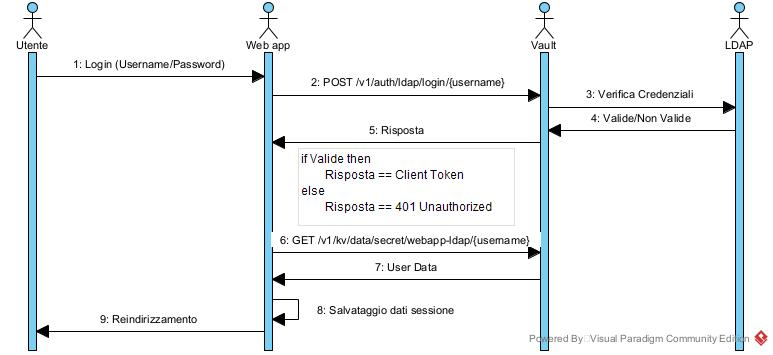 Utente
Web app
Vault
LDAP
1: Login (Username/Password)
2: POST /v1/auth/ldap/login/{username}
3: Verifica Credenziali
4: Valide/Non Valide
5: Risposta
if Valide then
Risposta == Client Token
else
Risposta == 401 Unauthorized
6: GET /v1/kv/data/secret/webapp-ldap/{username}
7: User Data
8: Salvataggio dati sessione
9: Reindirizzamento
Powered By Visual Paradigm Community Edition